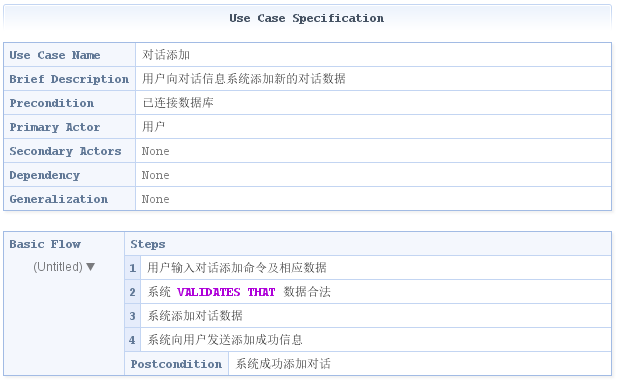 Use Case Specification
Use Case Name 对话添加
Brief Description 用户向对话信息系统添加新的对话数据
Precondition 已连接数据库
Primary Actor 用户
Secondary Actors None
Dependency None
Generalization None
Basic Flow Steps
(Untitled) ▼
1 用户输入对话添加命令及相应数据
2 系统 VALIDATES THAT 数据合法
3 系统添加对话数据
4 系统向用户发送添加成功信息
Postcondition 系统成功添加对话